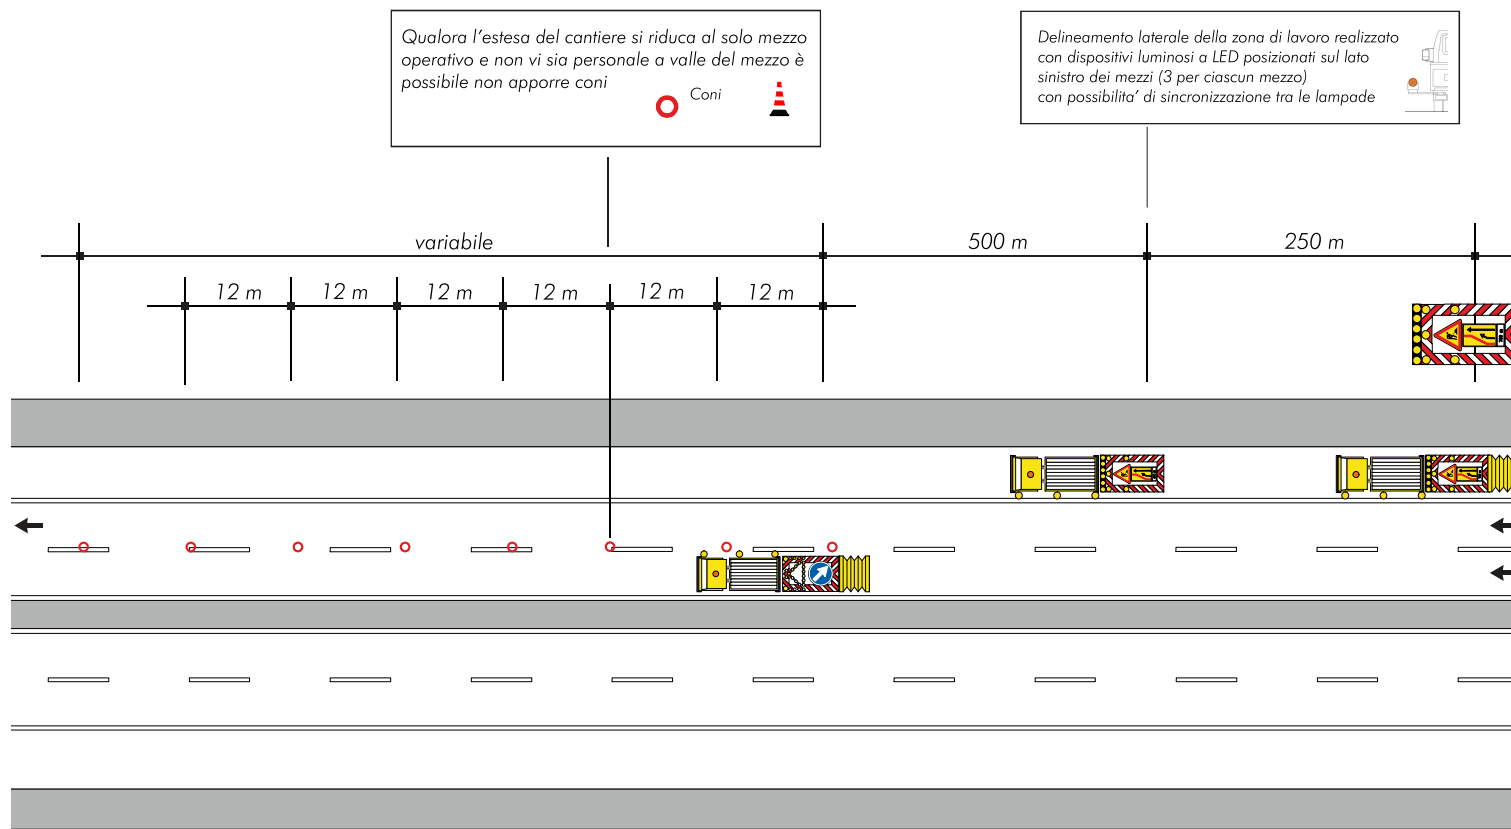 Qualora l'estesa del cantiere si riduca al solo mezzo
operativo e non vi sia personale a valle del mezzo è
possibile non apporre coni
Coni
Delineamento laterale della zona di lavoro realizzato
con dispositivi luminosi a LED posizionati sul lato
sinistro dei mezzi (3 per ciascun mezzo)
con possibilita' di sincronizzazione tra le lampade
variabile
500 m
250 m
12 m
12 m
12 m
12 m
12 m
12 m